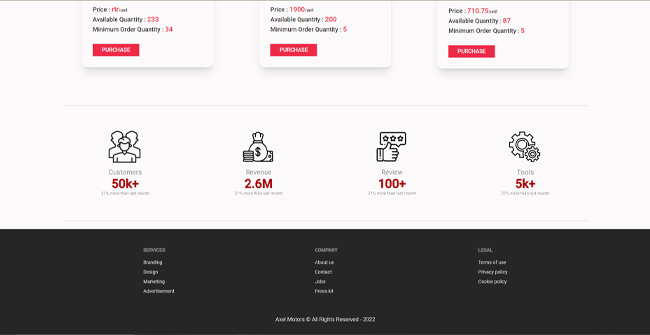 Price : rfr/unit
Available Quantity : 233
Minimum Order Quantity : 34
PURCHASE
Price : 1900/unit
Available Quantity : 200
Minimum Order Quantity : 5
PURCHASE
Price : 710.75/unit
Available Quantity : 87
Minimum Order Quantity : 5
PURCHASE
Customers
50k+
21% more than last month
Revenue
2.6M
21% more than last month
Review
100+
21% more than last month
Tools
5k+
21% more than last month
SERVICES
Branding
Design
Marketing
Advertisement
COMPANY
About us
Contact
Jobs
Press kit
LEGAL
Terms of use
Privacy policy
Cookie policy
Axel Motors © All Rights Reserved - 2022